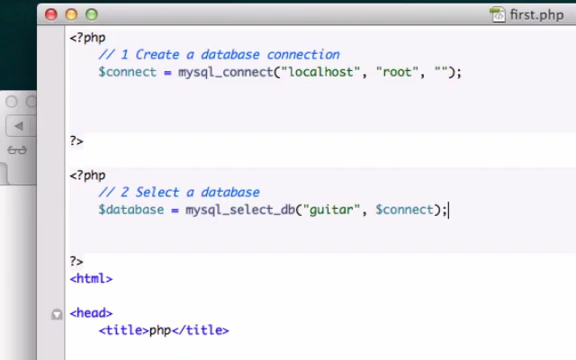 first.php
<?php
// 1 Create a database connection
$connect = mysql_connect("localhost", "root", "");
?>
<?php
// 2 Select a database
$database = mysql_select_db("guitar", $connect);
?>
<html>
<head>
<title>php</title>